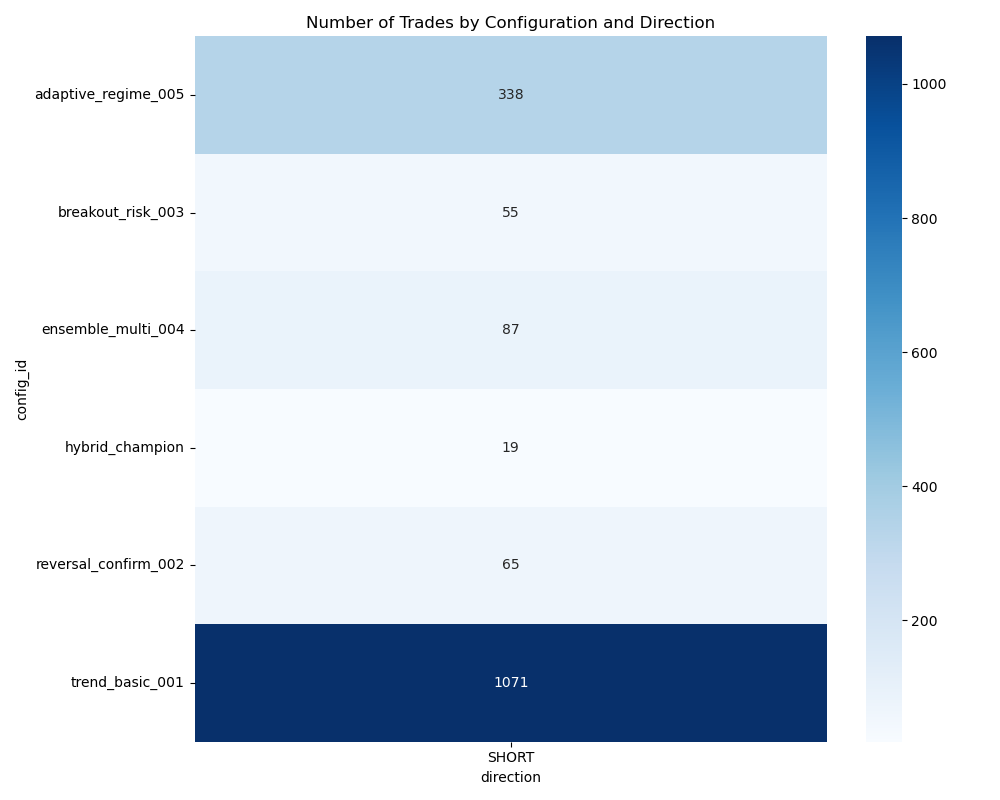 Number of Trades by Configuration and Direction
adaptive_regime_005
338
breakout_risk_003
55
ensemble_multi_004
87
hybrid_champion
19
reversal_confirm_002
65
trend_basic_001
1071
config_id
SHORT
direction
1000
800
600
400
200